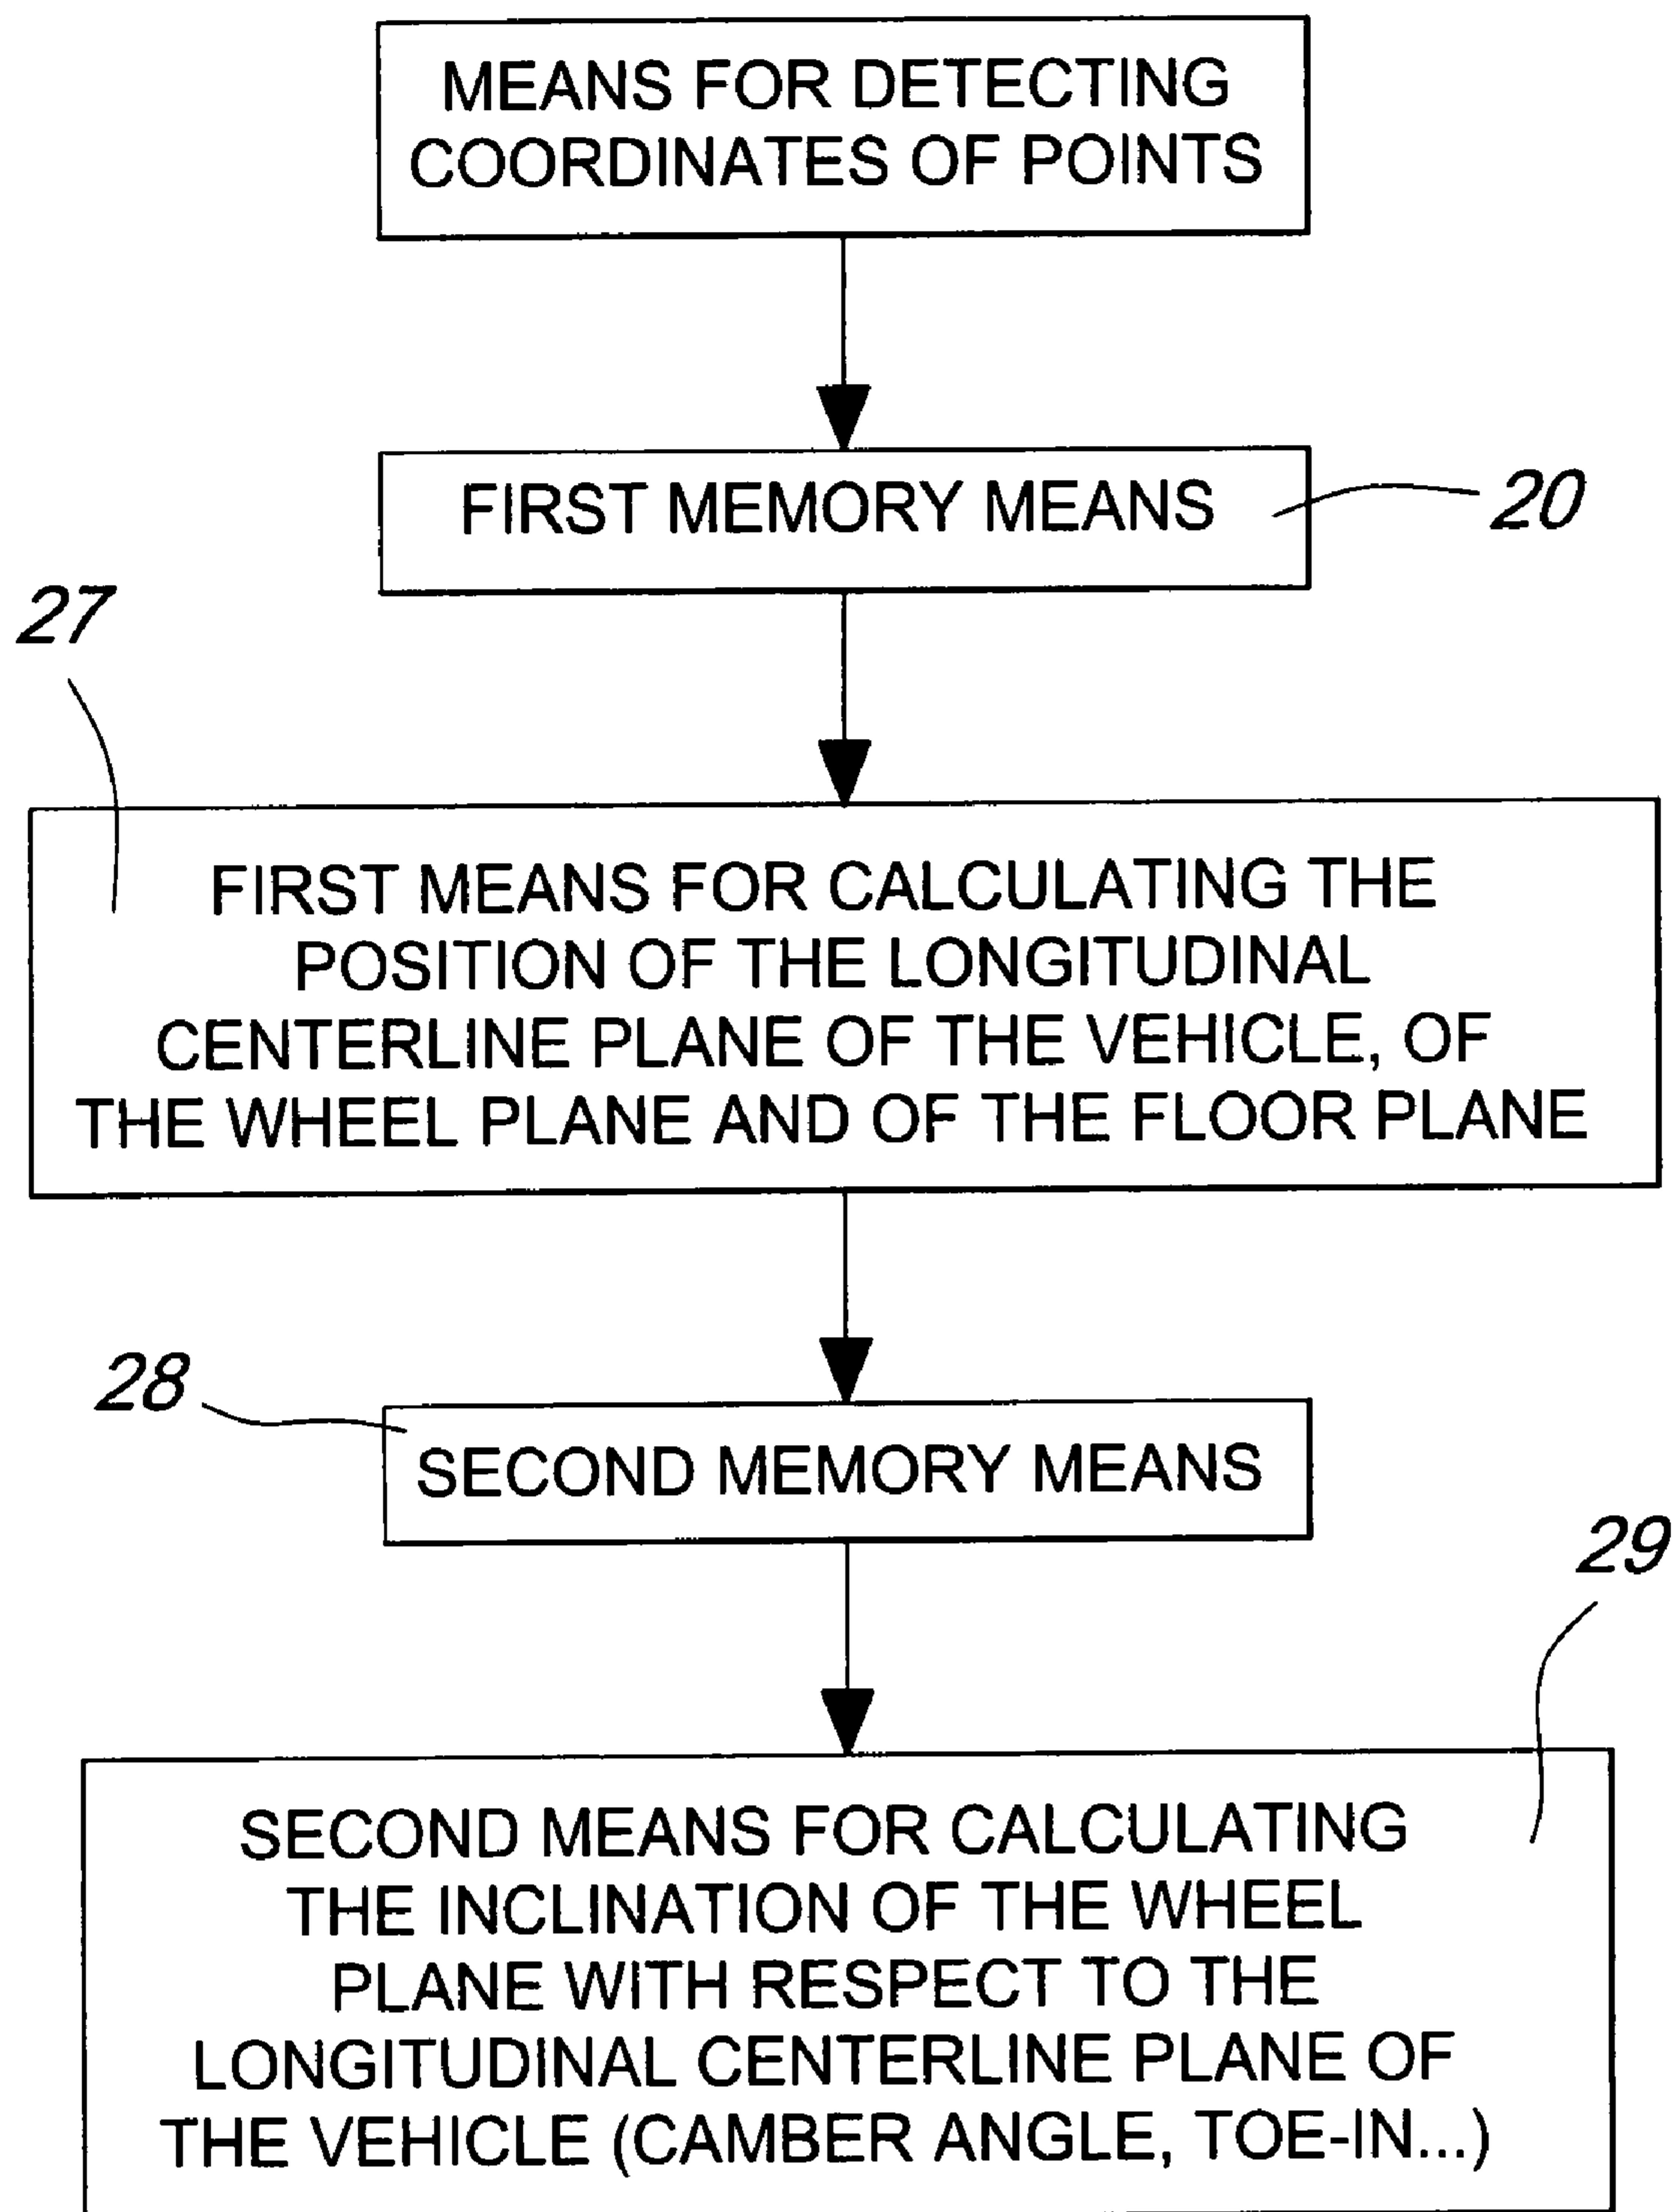 MEANS FOR DETECTING
COORDINATES OF POINTS
FIRST MEMORY MEANS
20
27
FIRST MEANS FOR CALCULATING THE
POSITION OF THE LONGITUDINAL
CENTERLINE PLANE OF THE VEHICLE, OF
THE WHEEL PLANE AND OF THE FLOOR PLANE
28
SECOND MEMORY MEANS
29
SECOND MEANS FOR CALCULATING
THE INCLINATION OF THE WHEEL
PLANE WITH RESPECT TO THE
LONGITUDINAL CENTERLINE PLANE OF
THE VEHICLE (CAMBER ANGLE, TOE-IN...)